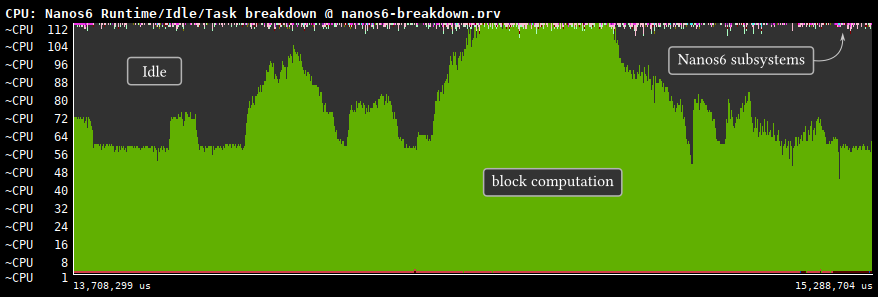 CPU: Nanos6 Runtime/Idle/Task breakdown @ nanos6-breakdown.prv
~CPU 112
~CPU 104
~CPU 96
~CPU 88
~CPU 80
~CPU 72
~CPU 64
~CPU 56
~CPU 48
~CPU 40
~CPU 32
~CPU 24
~CPU 16
~CPU 8
~CPU 1
Idle
Nanos6 subsystems
block computation
13,708,299 us
15,288,704 us